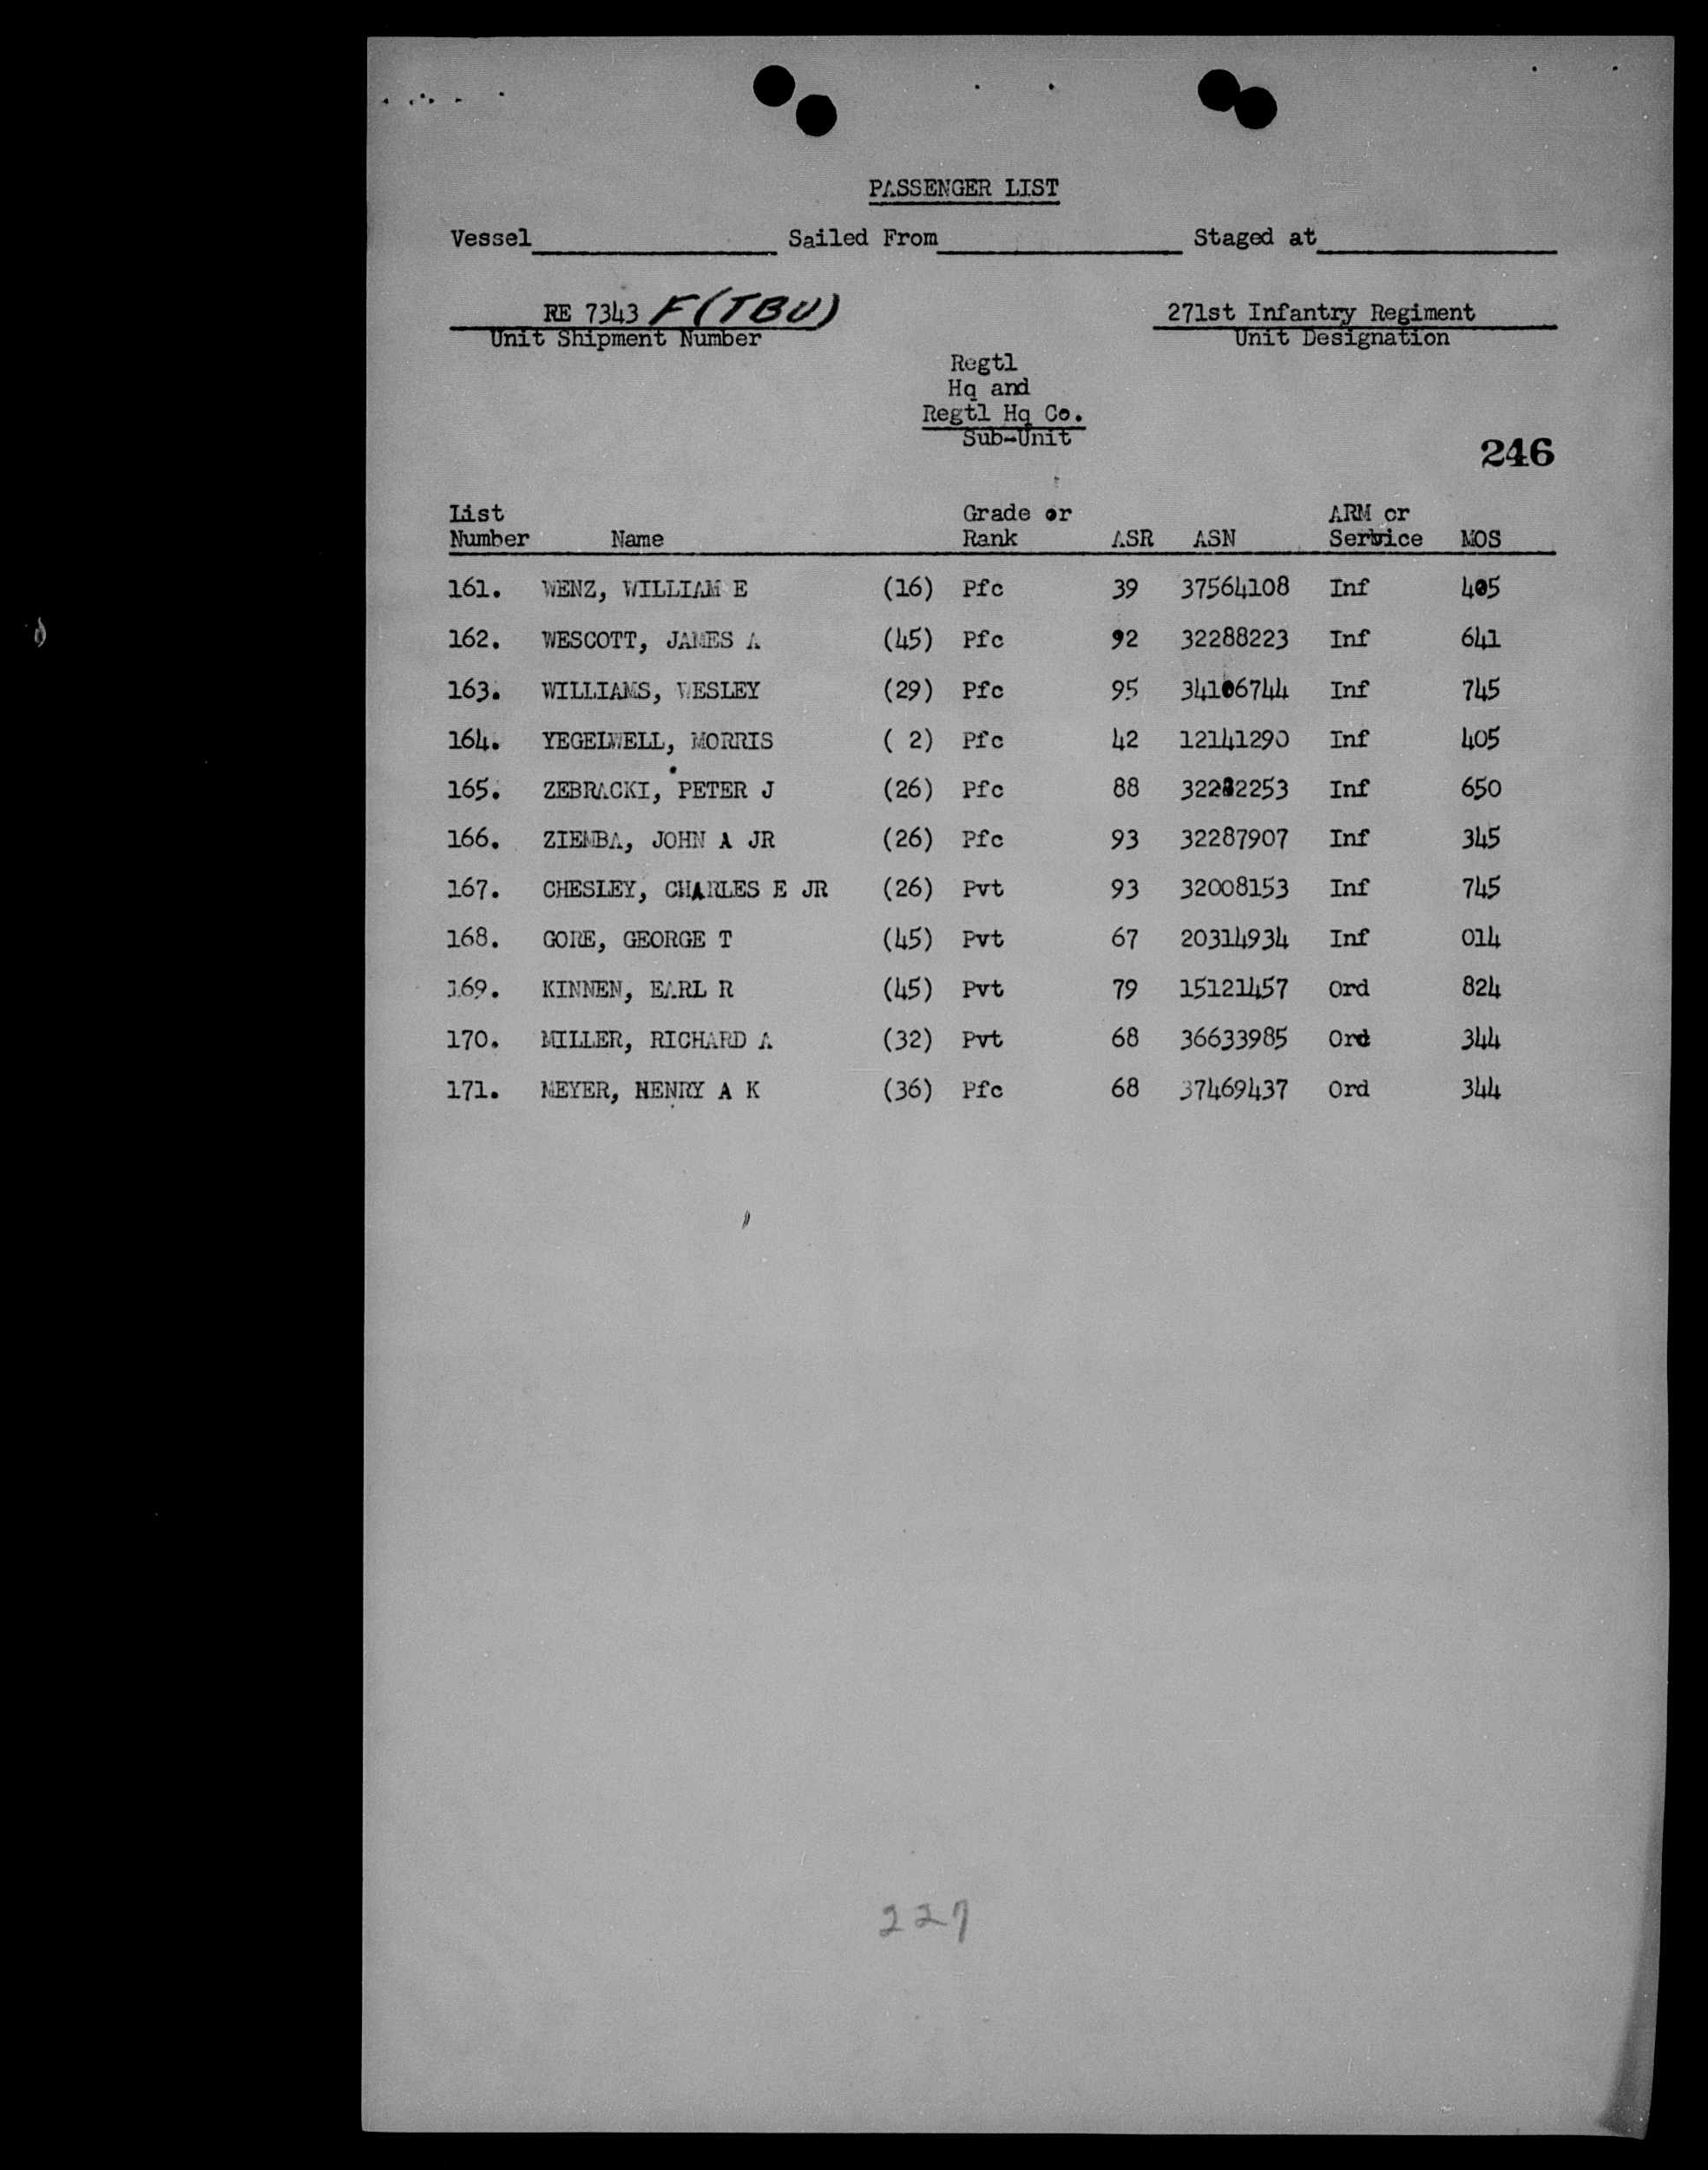 PASSENGER LIST
Vessel Sailed From Staged at
RE 7343 F(TBU) 271st Infantry Regiment
Unit Shipment Number Unit Designation
Regtl
Hq and
Regtl Hq Co.
Sub-Unit
246
List Grade or ARM or
Number Name Rank ASR ASN Service MOS
161. WENZ, WILLIAM E (16) Pfc 39 37564108 Inf 405
162. WESCOTT, JAMES A (45) Pfc 92 32288223 Inf 641
163. WILLIAMS, WESLEY (29) Pfc 95 34106744 Inf 745
164. YEGELWELL, MORRIS ( 2) Pfc 42 12141290 Inf 405
165. ZEBRACKI, PETER J (26) Pfc 88 32282253 Inf 650
166. ZIEMBA, JOHN A JR (26) Pfc 93 32287907 Inf 345
167. CHESLEY, CHARLES E JR (26) Pvt 93 32008153 Inf 745
168. GORE, GEORGE T (45) Pvt 67 20314934 Inf 014
169. KINNEN, EARL R (45) Pvt 79 15121457 Ord 824
170. MILLER, RICHARD A (32) Pvt 68 36633985 Ord 344
171. MEYER, HENRY A K (36) Pfc 68 37469437 Ord 344
227